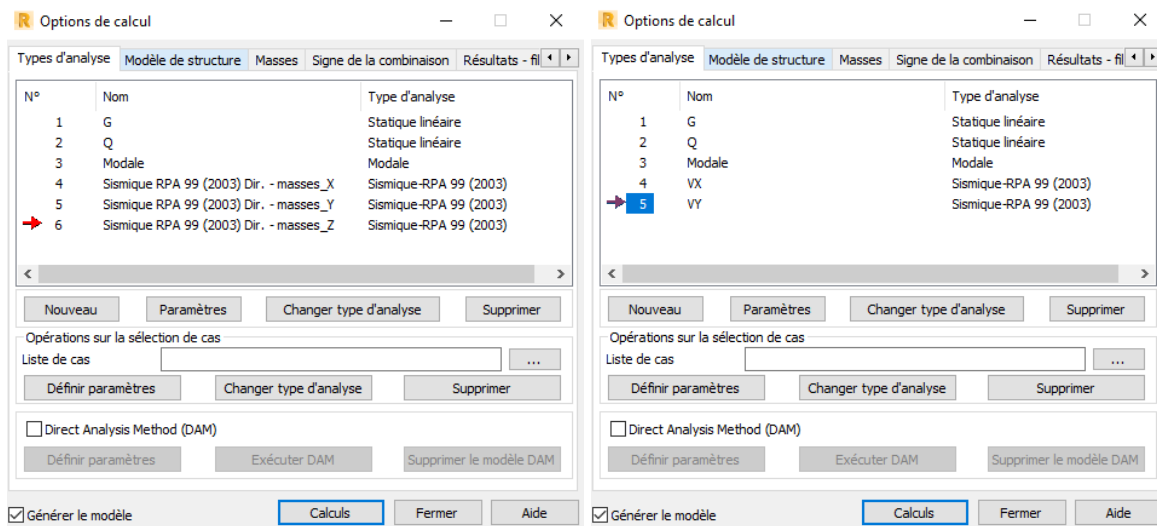 Options de calcul
Types d'analyse Modèle de structure Masses Signe de la combinaison Résultats - fil
N° Nom Type d'analyse
1 G Statique linéaire
2 Q Statique linéaire
3 Modale Modale
4 Sismique RPA 99 (2003) Dir. - masses_X Sismique-RPA 99 (2003)
5 Sismique RPA 99 (2003) Dir. - masses_Y Sismique-RPA 99 (2003)
6 Sismique RPA 99 (2003) Dir. - masses_Z Sismique-RPA 99 (2003)
Nouveau Paramètres Changer type d'analyse Supprimer
Opérations sur la sélection de cas
Liste de cas ...
Définir paramètres Changer type d'analyse Supprimer
Direct Analysis Method (DAM)
Définir paramètres Exécuter DAM Supprimer le modèle DAM
Générer le modèle Calculs Fermer Aide
Options de calcul
Types d'analyse Modèle de structure Masses Signe de la combinaison Résultats - fil
N° Nom Type d'analyse
1 G Statique linéaire
2 Q Statique linéaire
3 Modale Modale
4 VX Sismique-RPA 99 (2003)
5 VY Sismique-RPA 99 (2003)
Nouveau Paramètres Changer type d'analyse Supprimer
Opérations sur la sélection de cas
Liste de cas ...
Définir paramètres Changer type d'analyse Supprimer
Direct Analysis Method (DAM)
Définir paramètres Exécuter DAM Supprimer le modèle DAM
Générer le modèle Calculs Fermer Aide